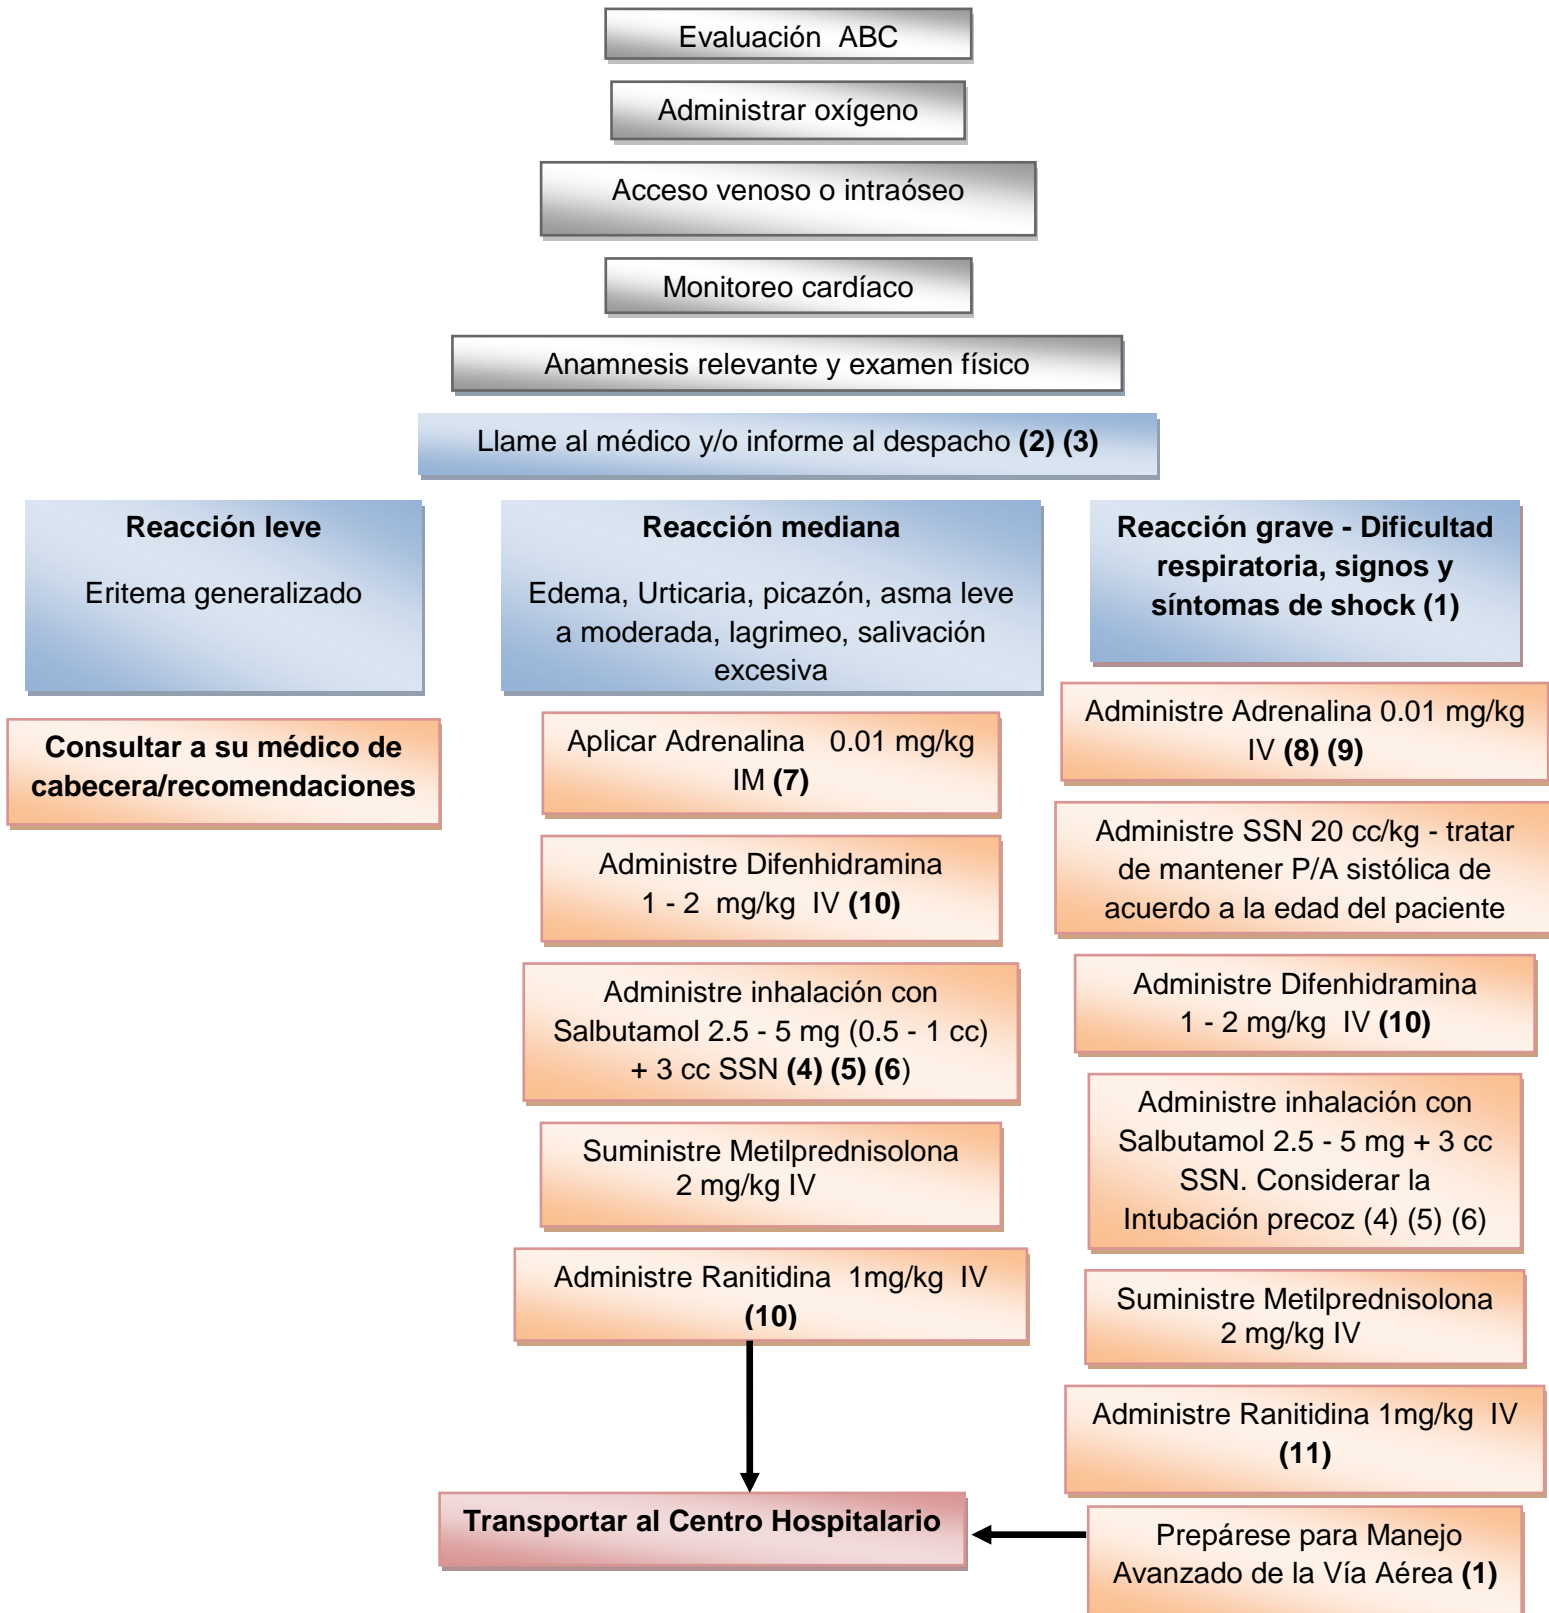 Evaluación ABC
Administrar oxígeno
Acceso venoso o intraóseo
Monitoreo cardíaco
Anamnesis relevante y examen físico
Llame al médico y/o informe al despacho (2) (3)
Reacción leve
Eritema generalizado
Consultar a su médico de
cabecera/recomendaciones
Reacción mediana
Edema, Urticaria, picazón, asma leve
a moderada, lagrimeo, salivación
excesiva
Aplicar Adrenalina 0.01 mg/kg
IM (7)
Administre Difenhidramina
1 - 2 mg/kg IV (10)
Administre inhalación con
Salbutamol 2.5 - 5 mg (0.5 - 1 cc)
+ 3 cc SSN (4) (5) (6)
Suministre Metilprednisolona
2 mg/kg IV
Administre Ranitidina 1mg/kg IV
(10)
Reacción grave - Dificultad
respiratoria, signos y
síntomas de shock (1)
Administre Adrenalina 0.01 mg/kg
IV (8) (9)
Administre SSN 20 cc/kg - tratar
de mantener P/A sistólica de
acuerdo a la edad del paciente
Administre Difenhidramina
1 - 2 mg/kg IV (10)
Administre inhalación con
Salbutamol 2.5 - 5 mg + 3 cc
SSN. Considerar la
Intubación precoz (4) (5) (6)
Suministre Metilprednisolona
2 mg/kg IV
Administre Ranitidina 1mg/kg IV
(11)
Prepárese para Manejo
Avanzado de la Vía Aérea (1)
Transportar al Centro Hospitalario